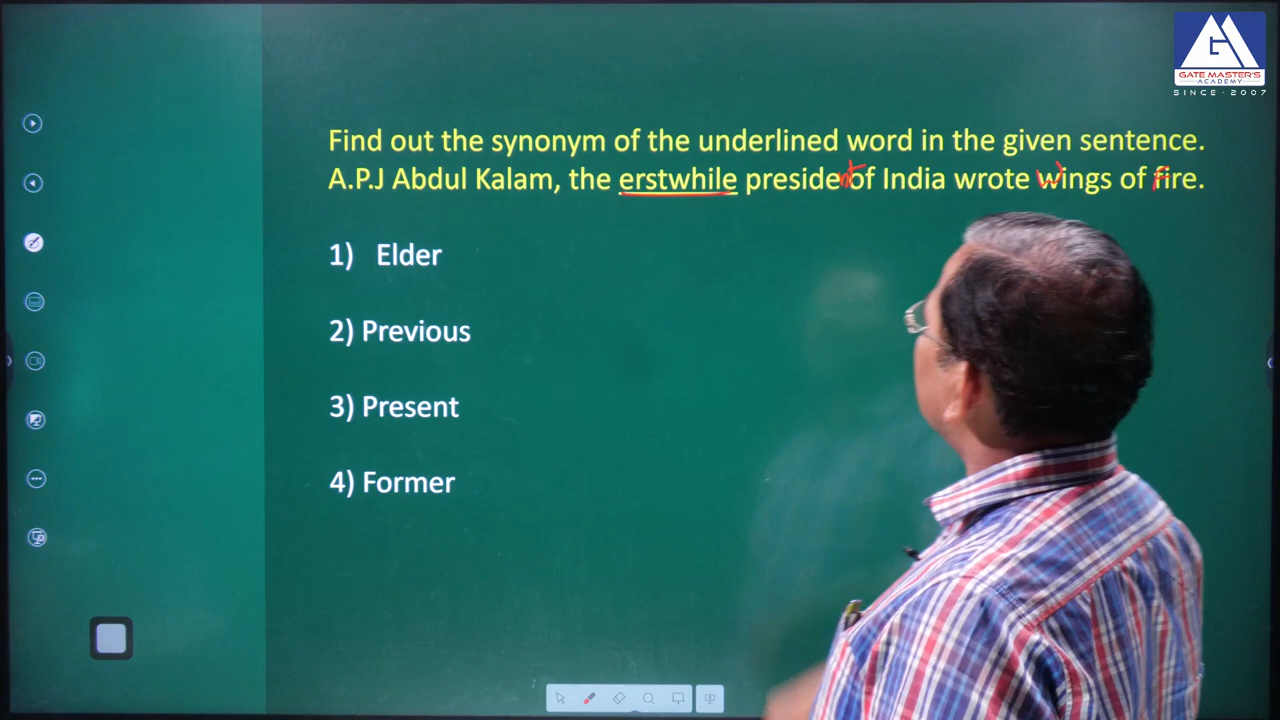 GATE MASTER'S
ACADEMY
SINCE - 2007
Find out the synonym of the underlined word in the given sentence.
A.P.J Abdul Kalam, the erstwhile president of India wrote Wings of fire.
1) Elder
2) Previous
3) Present
4) Former